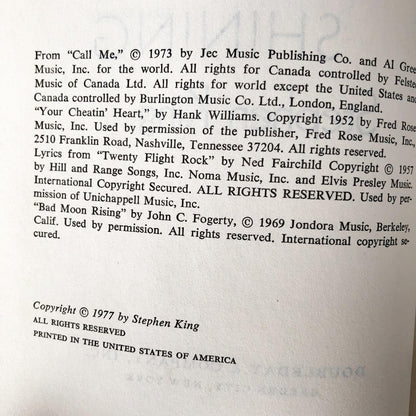 SHINING
From "Call Me," © 1973 by Jec Music Publishing Co. and Al Gree
Music, Inc. for the world. All rights for Canada controlled by Felste
Music of Canada Ltd. All rights for world except the United States an
Canada controlled by Burlington Music Co. Ltd., London, England.
"Your Cheatin' Heart," by Hank Williams. Copyright 1952 by Fred Ros
Music, Inc. Used by permission of the publisher, Fred Rose Music, Inc.,
2510 Franklin Road, Nashville, Tennessee 37204. All rights reserved.
Lyrics from "Twenty Flight Rock" by Ned Fairchild Copyright © 1957
by Hill and Range Songs, Inc. Noma Music, Inc. and Elvis Presley Music.
International Copyright Secured. ALL RIGHTS RESERVED. Used by per-
mission of Unichappell Music, Inc.
"Bad Moon Rising" by John C. Fogerty, © 1969 Jondora Music, Berkeley,
Calif. Used by permission. All rights reserved. International copyright se-
cured.
Copyright © 1977 by Stephen King
ALL RIGHTS RESERVED
PRINTED IN THE UNITED STATES OF AMERICA